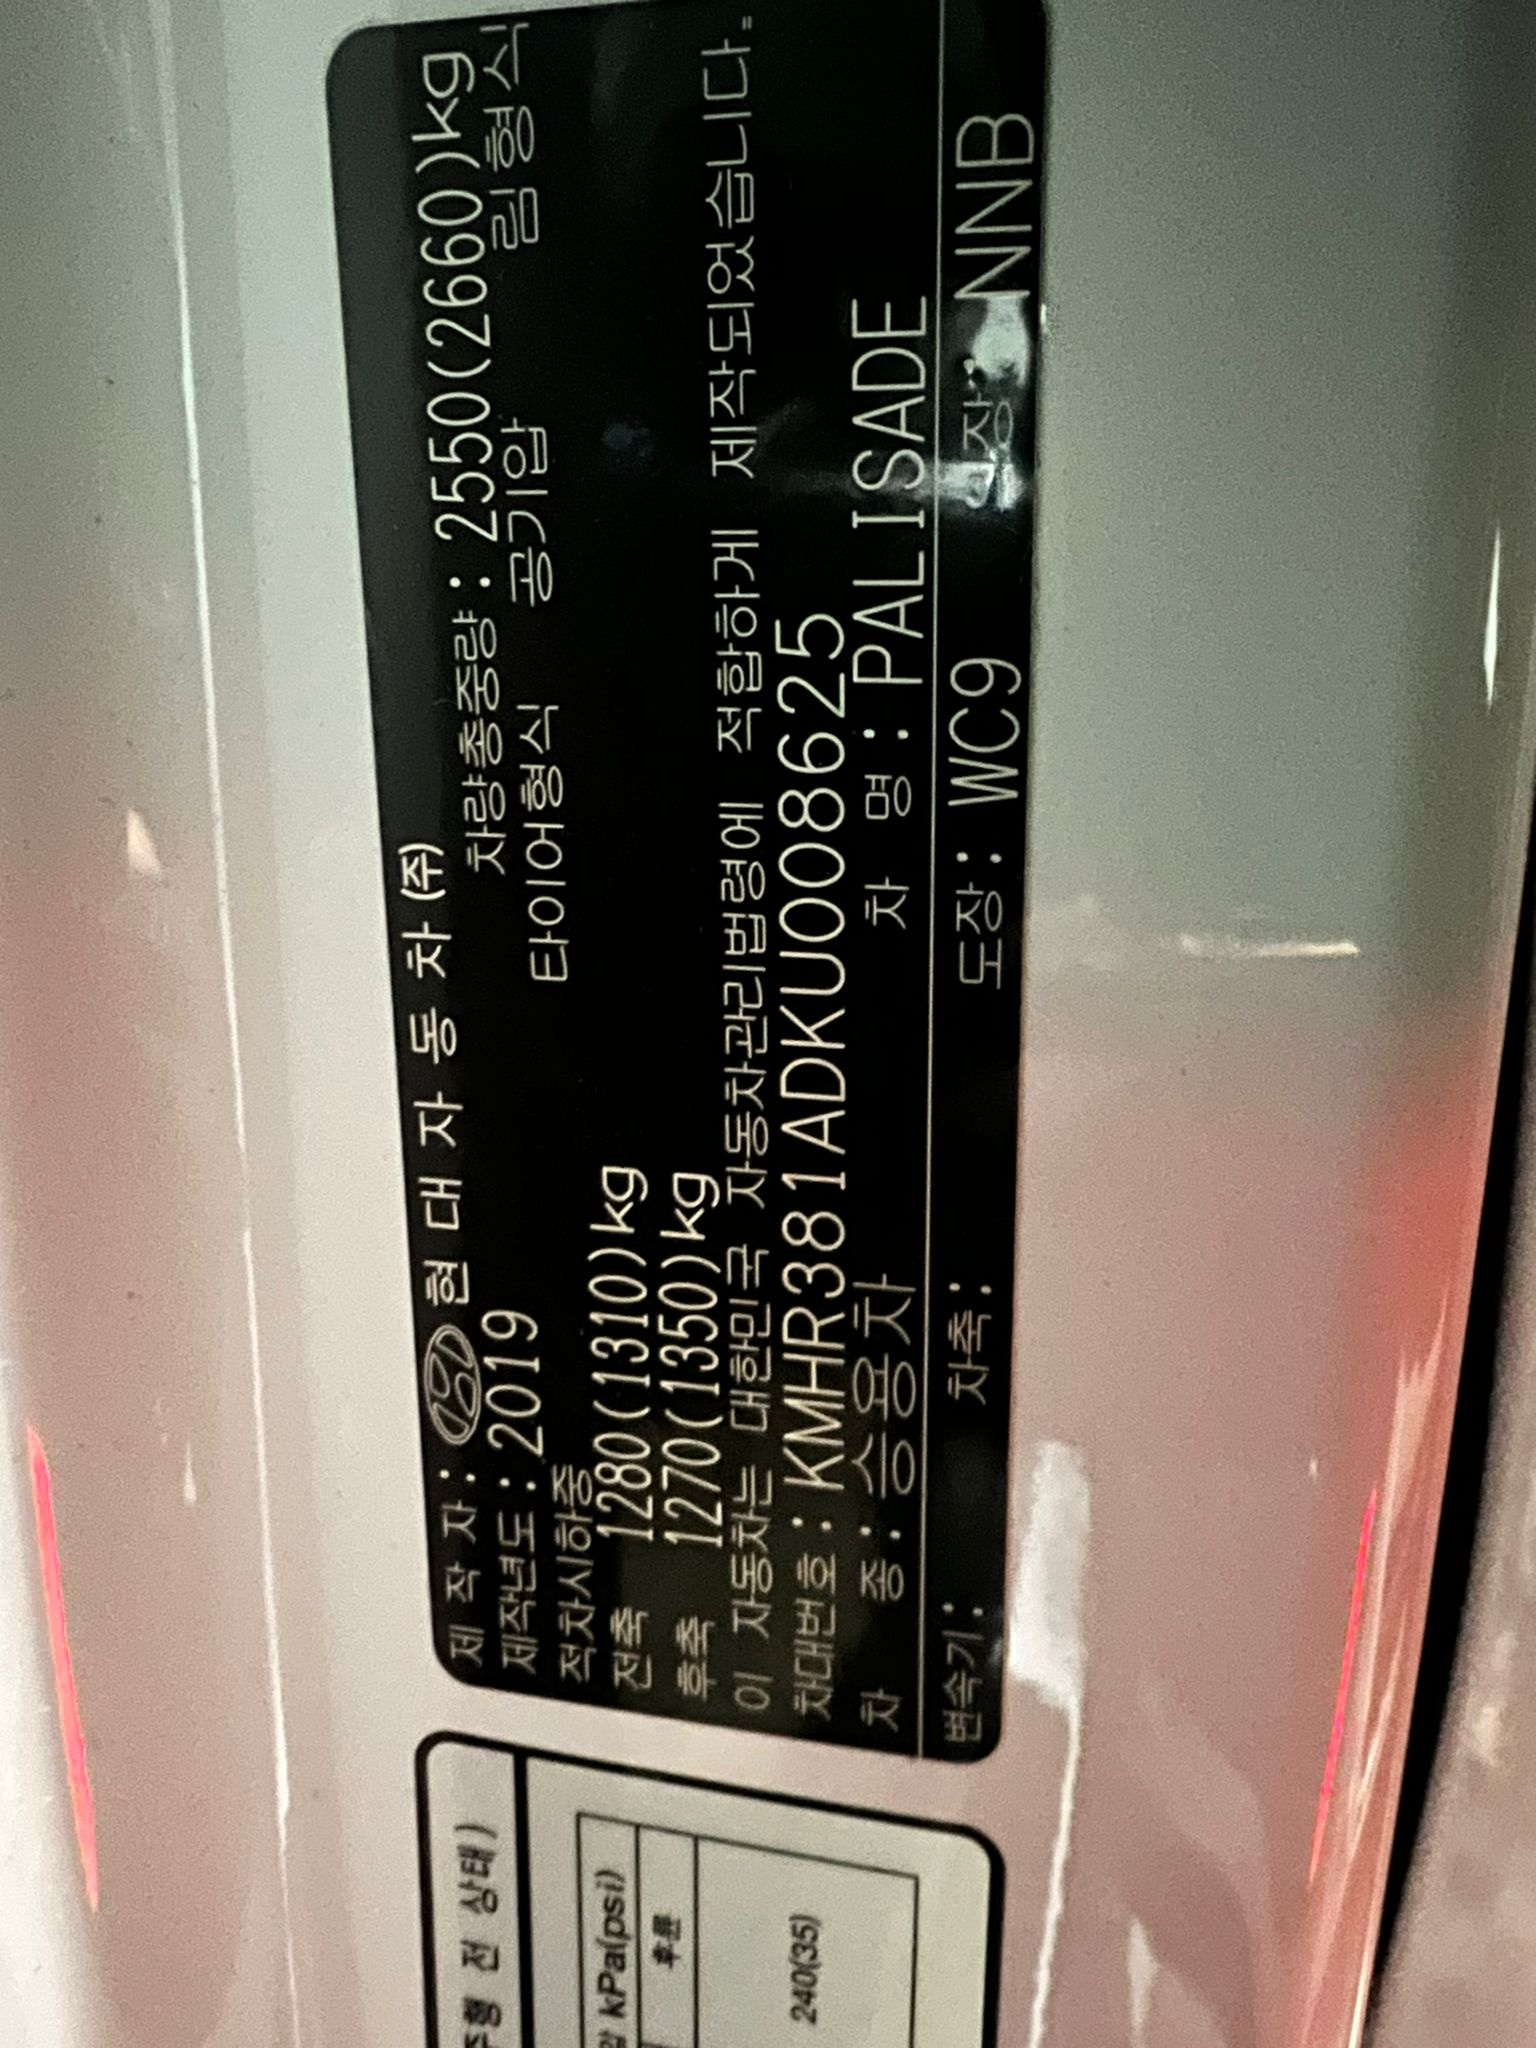 제 작 자 : 현 대 자 동 차 (주)
제작년도 : 2019 차량총중량 : 2550(2660)kg
적차시하중 타이어형식 공기압 림형식
전축 1280(1310)kg
후축 1270(1350)kg
이 자동차는 대한민국 자동차관리법령에 적합하게 제작되었습니다."
차대번호 : KMHR381ADKU008625
차 종 : 승용차 차 명 : PALISADE
변속기 : 차축 : 도장 : WC9 내장 : NNB
주행 전 상태)
압 kPa(psi)
후륜
240(35)